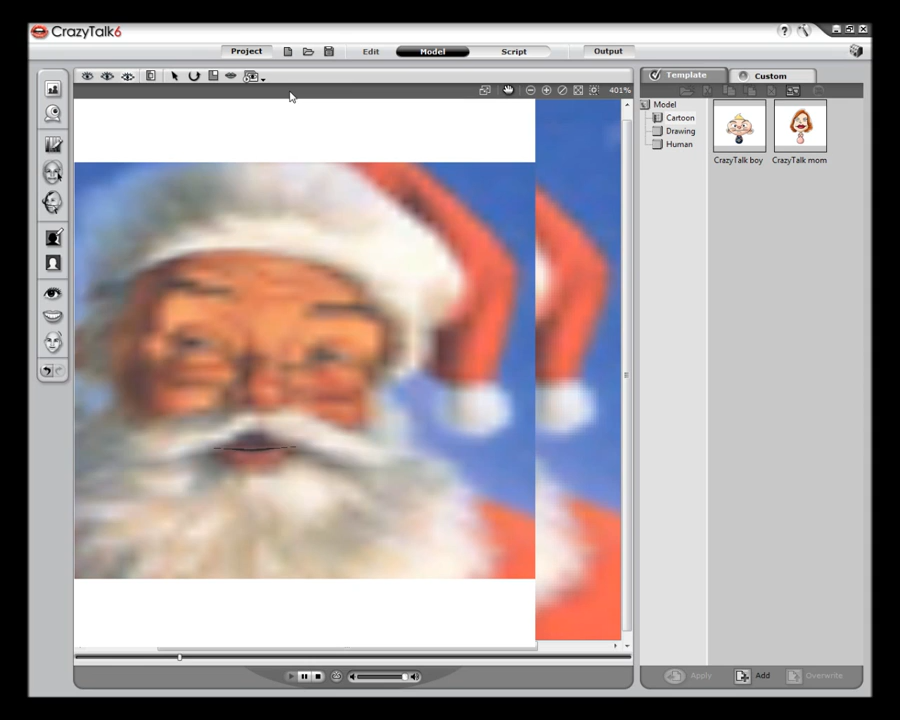 CrazyTalk6
Project
Edit
Model
Script
Output
401%
Template
Custom
Model
Cartoon
Drawing
Human
CrazyTalk boy
CrazyTalk mom
Apply
Add
Overwrite